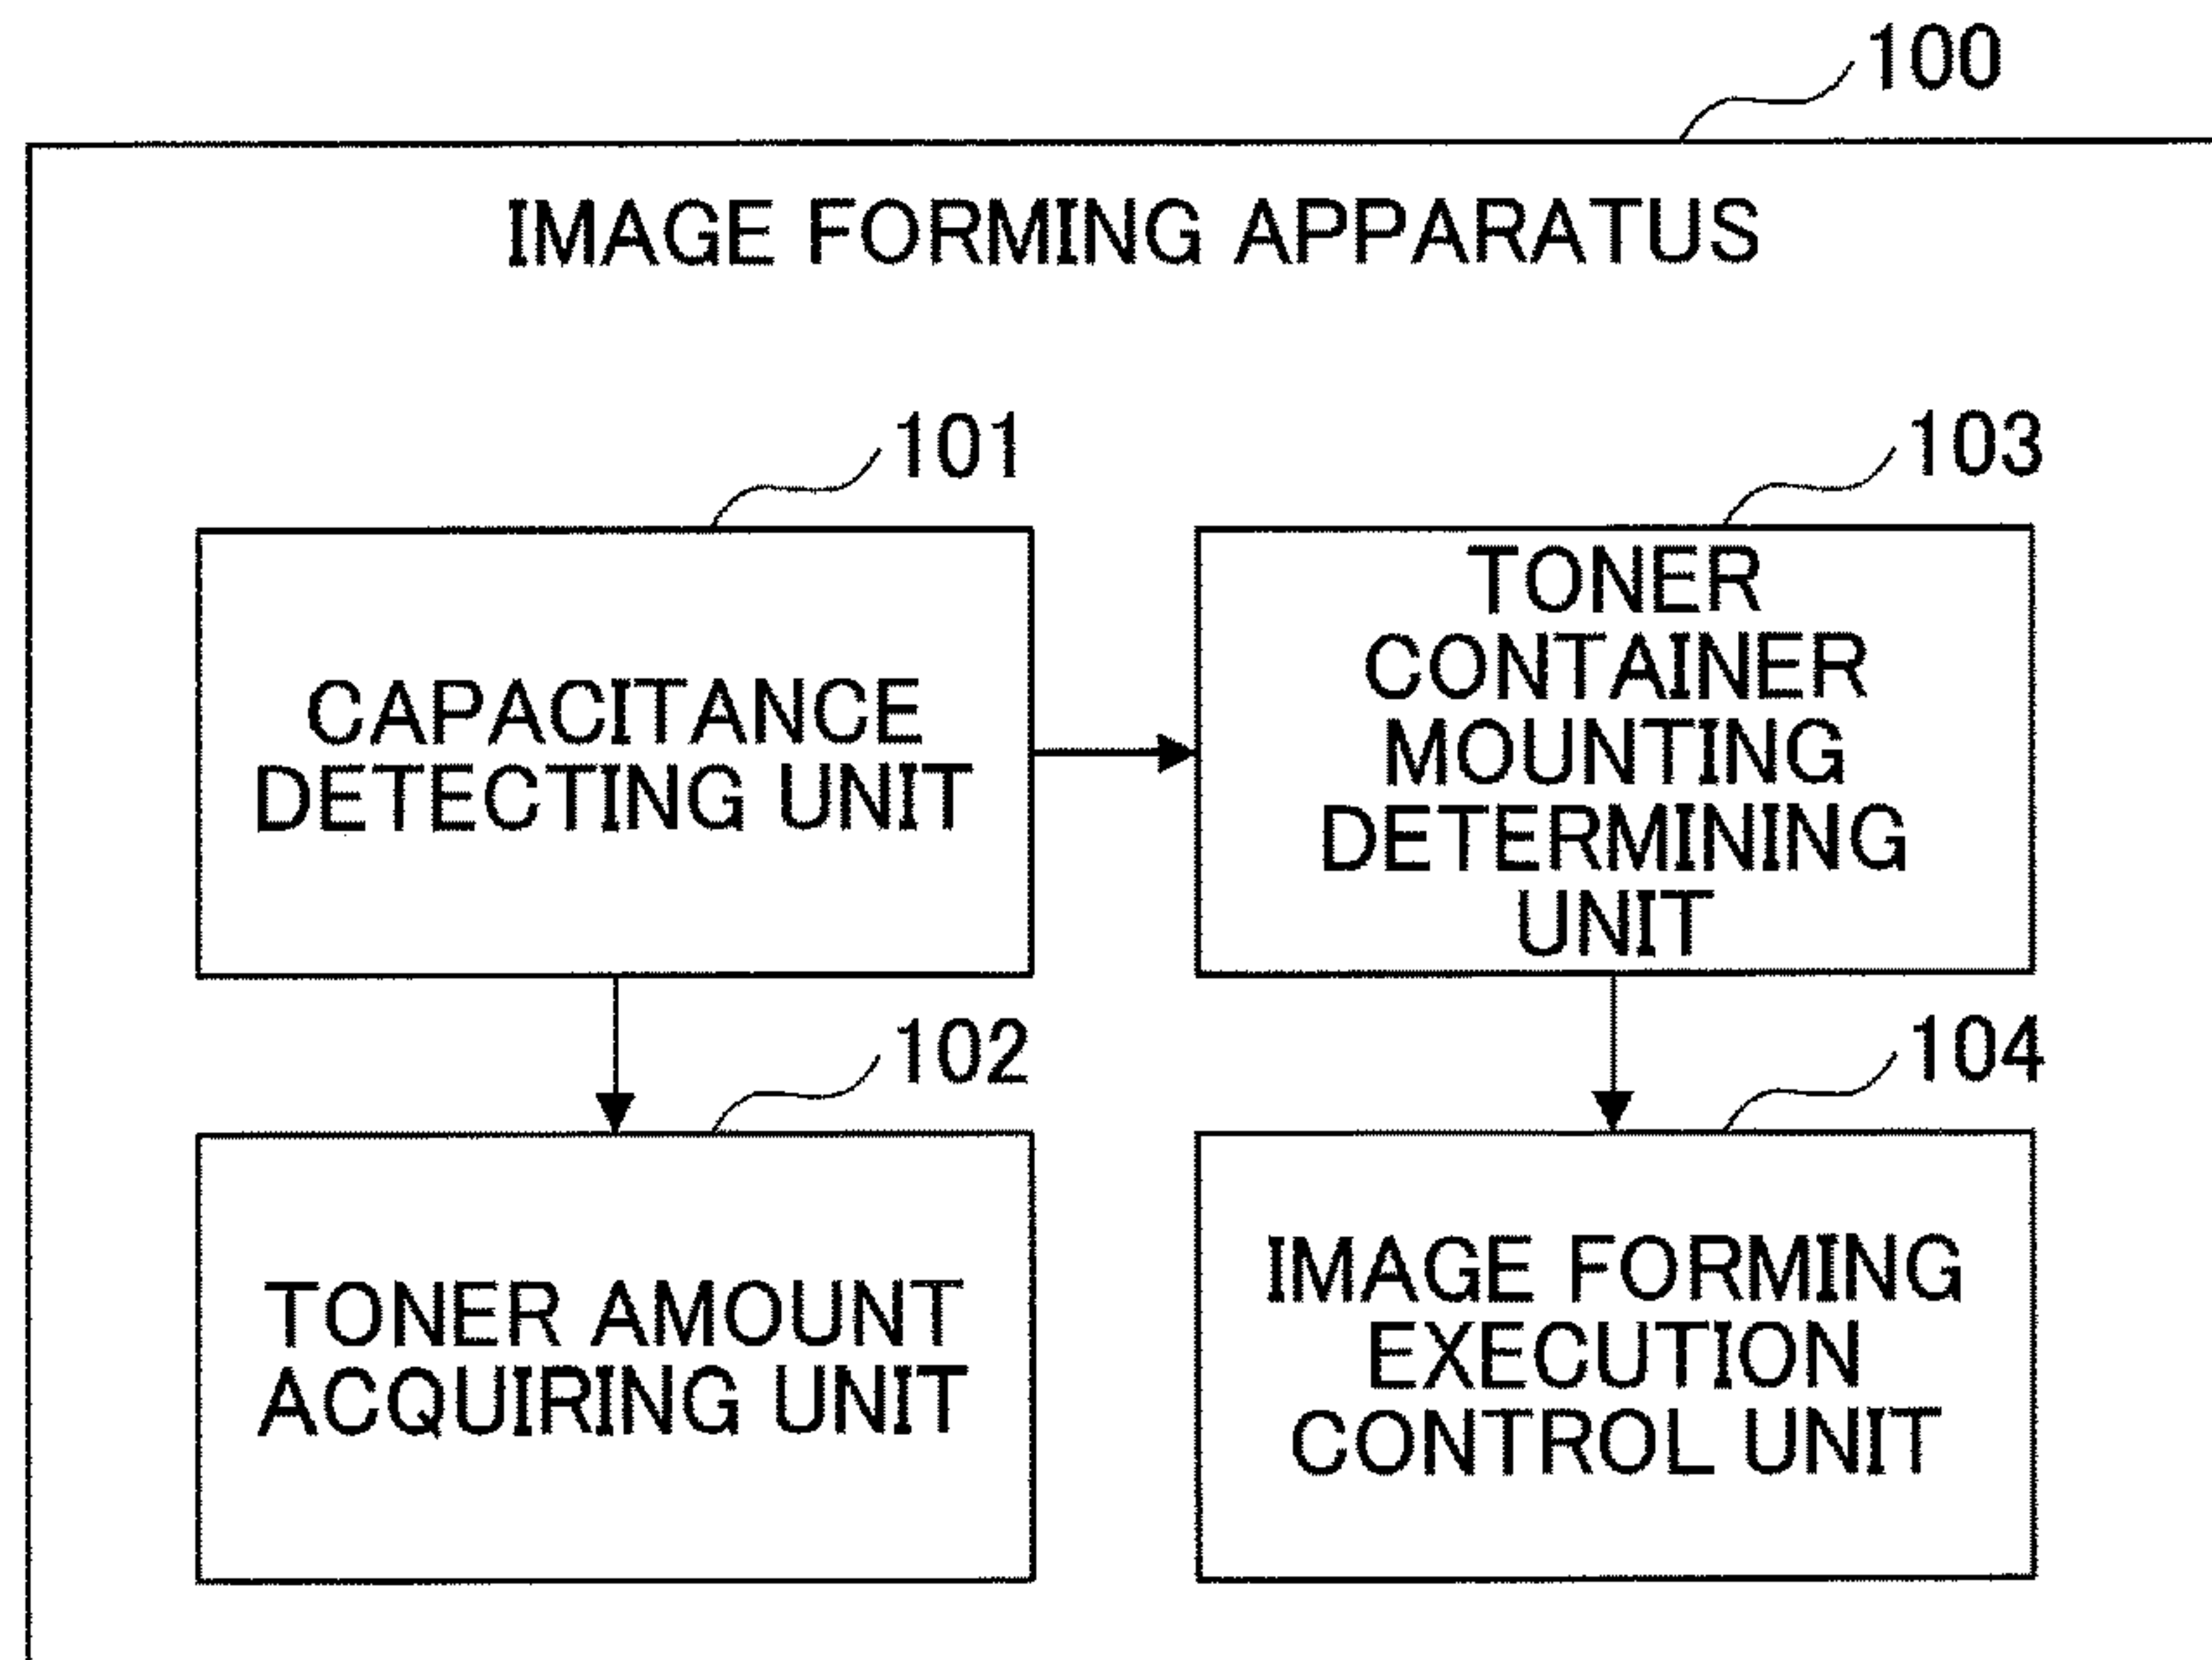 100
IMAGE FORMING APPARATUS
101
CAPACITANCE
DETECTING UNIT
103
TONER
CONTAINER
MOUNTING
DETERMINING
UNIT
102
TONER AMOUNT
ACQUIRING UNIT
104
IMAGE FORMING
EXECUTION
CONTROL UNIT